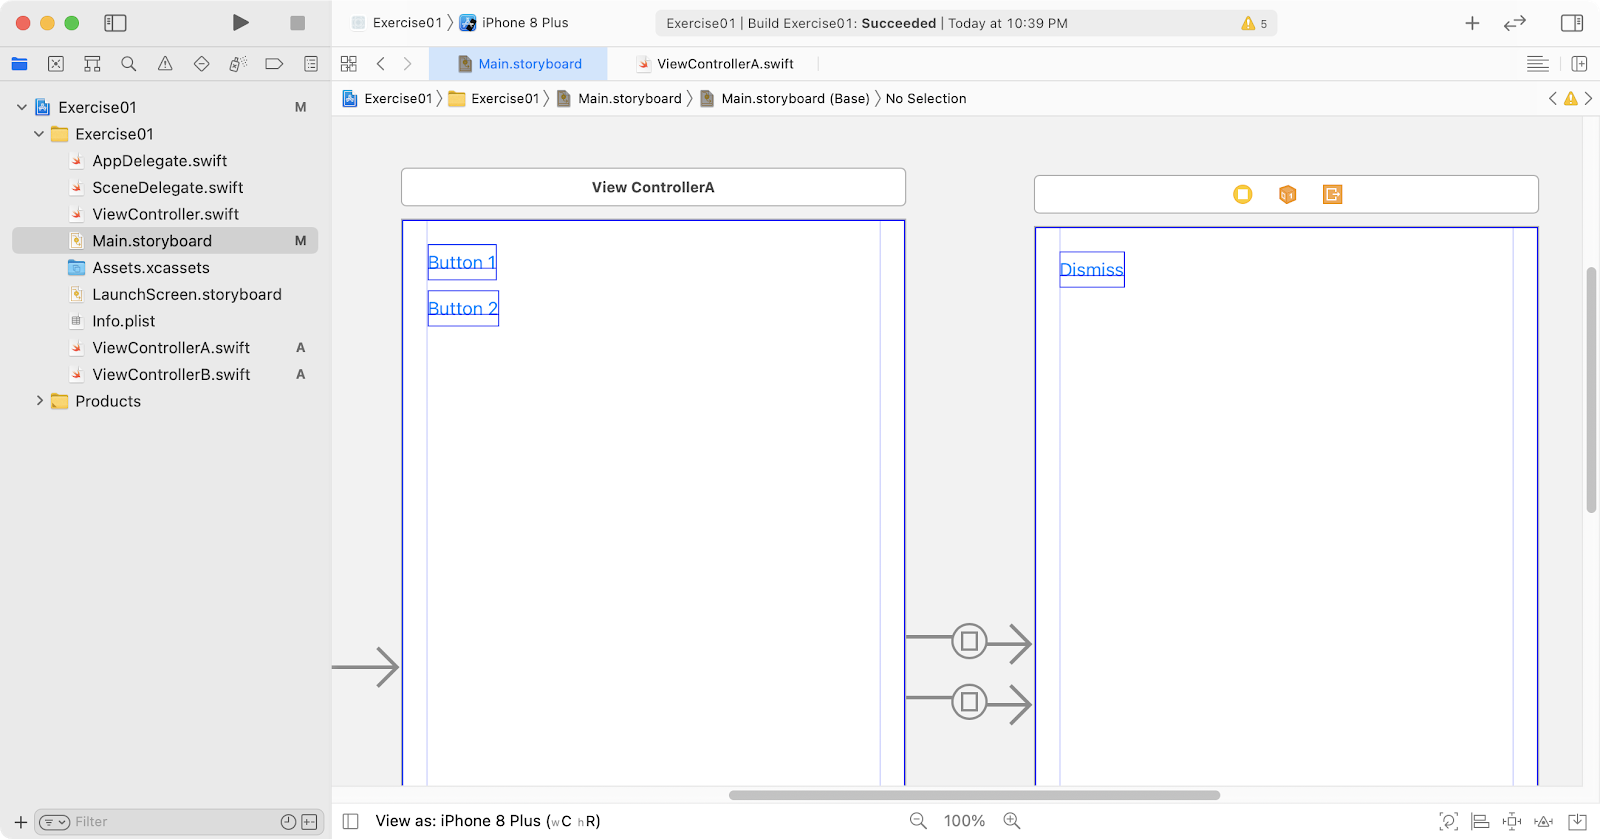 Exercise01 iPhone 8 Plus Exercise01 | Build Exercise01: Succeeded | Today at 10:39 PM 5
Main.storyboard ViewControllerA.swift
Exercise01 Exercise01 Main.storyboard Main.storyboard (Base) No Selection
Exercise01 M
Exercise01
AppDelegate.swift
SceneDelegate.swift
ViewController.swift
Main.storyboard M
Assets.xcassets
LaunchScreen.storyboard
Info.plist
ViewControllerA.swift A
ViewControllerB.swift A
Products
View ControllerA
Button 1
Button 2
Dismiss
Filter
View as: iPhone 8 Plus (wC hR) 100%